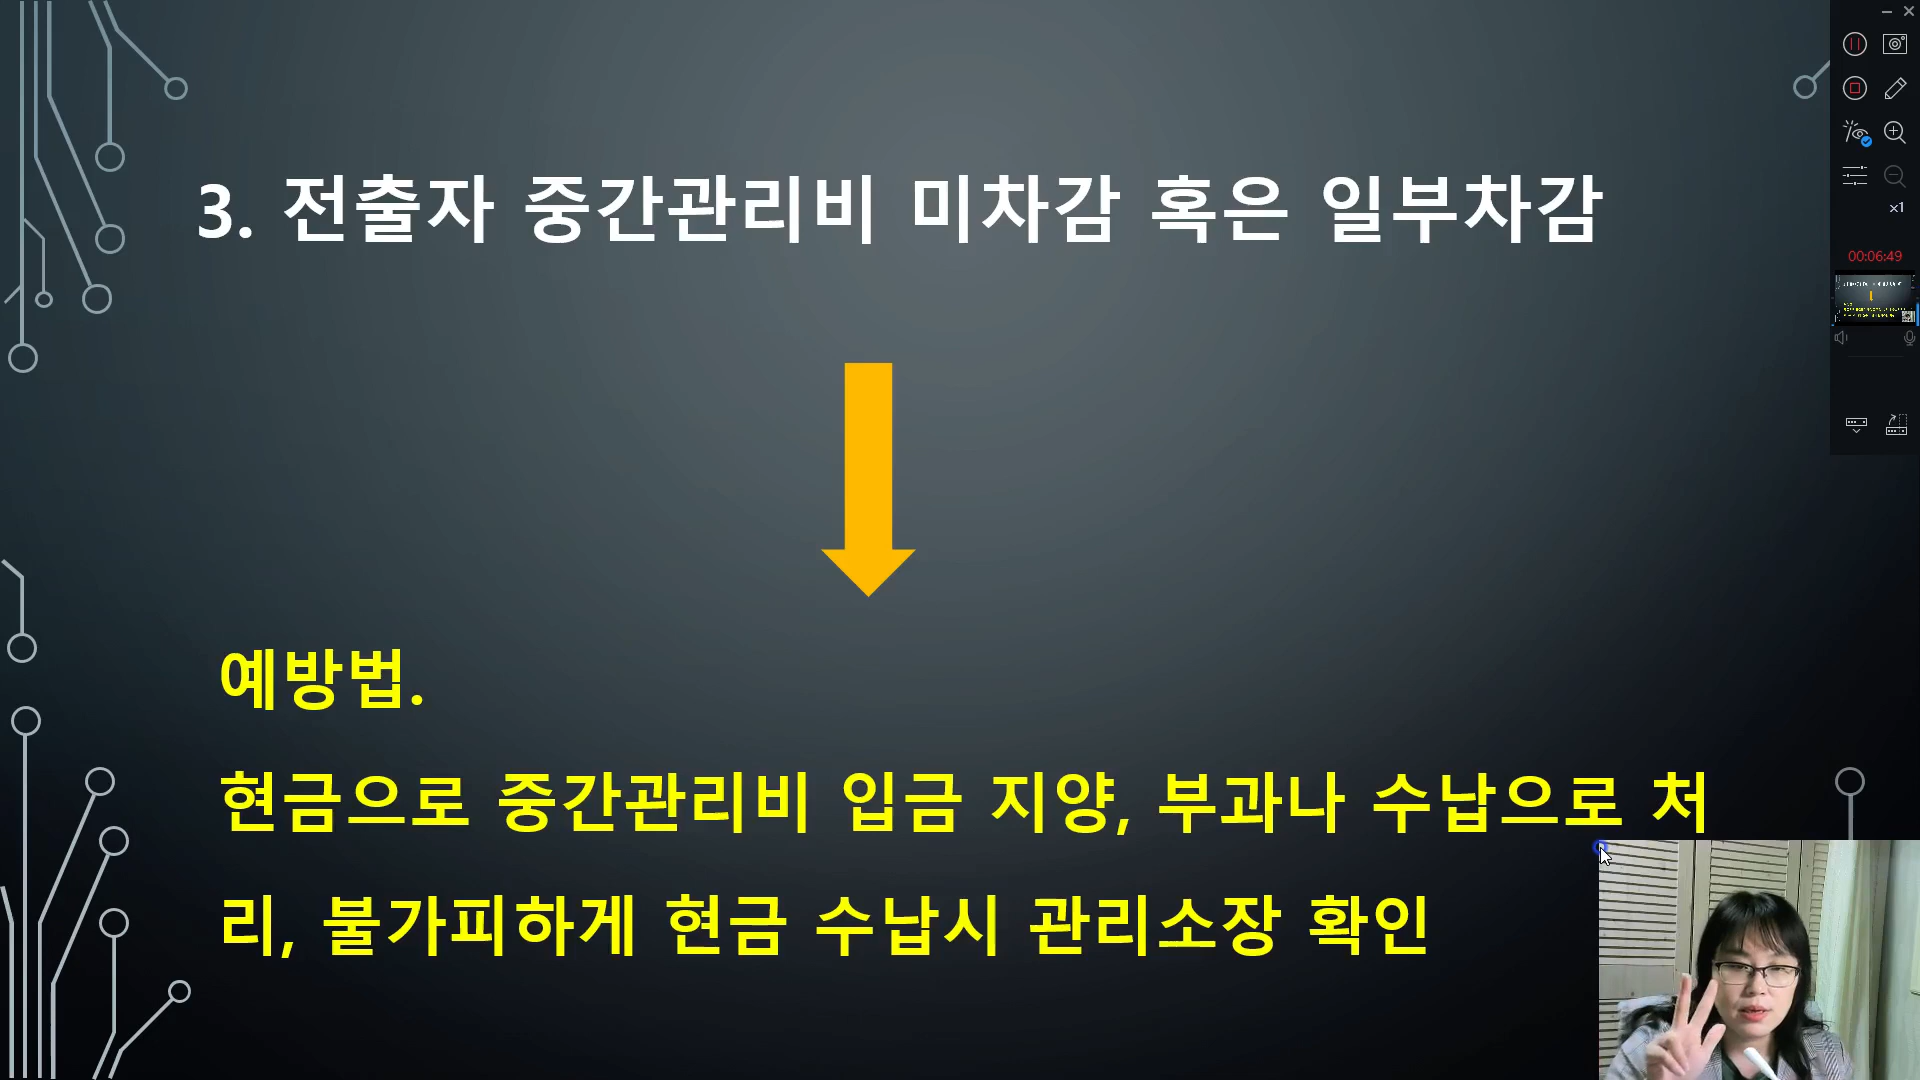 3. 전출자 중간관리비 미차감 혹은 일부차감
x1
00:06:49
예방법.
현금으로 중간관리비 입금 지양, 부과나 수납으로 처
리, 불가피하게 현금 수납시 관리소장 확인